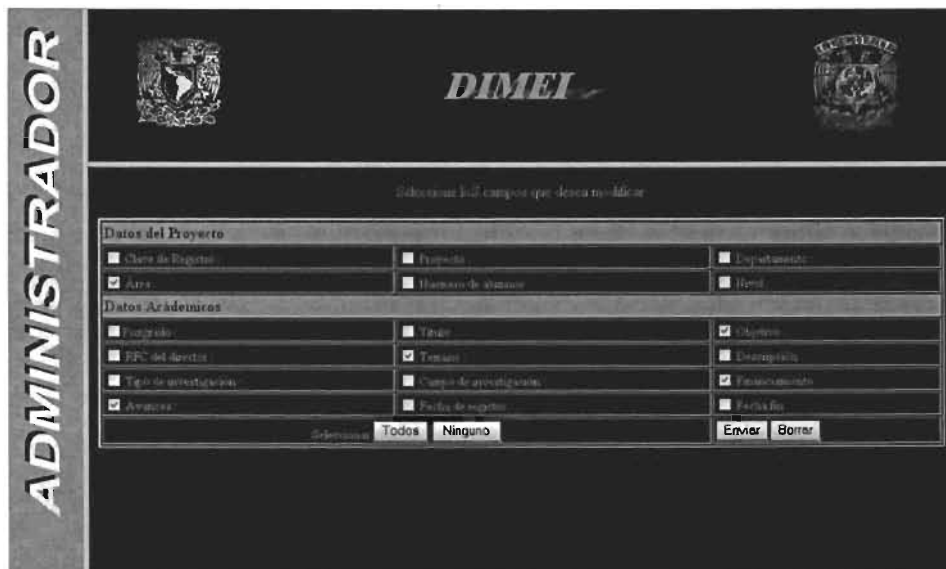 ADMINISTRADOR
DIMEI
Seleccione los campos que desea modificar
Datos del Proyecto
Clave de Registro Proyecto Departamento
Área Número de alumnos Nivel
Datos Académicos
Posgrado Título Objetivo
RFC del director Temario Descripción
Tipo de investigación Campo de investigación Financiamiento
Avances Fecha de registro Fecha fin
Seleccionar Todos Ninguno Enviar Borrar